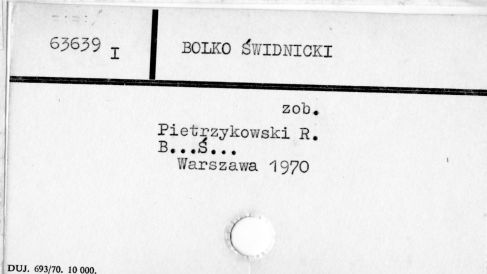 63639 I
BOLKO ŚWIDNICKI
zob.
Pietrzykowski R.
B...Ś...
Warszawa 1970
DUJ. 693/70. 10 000.